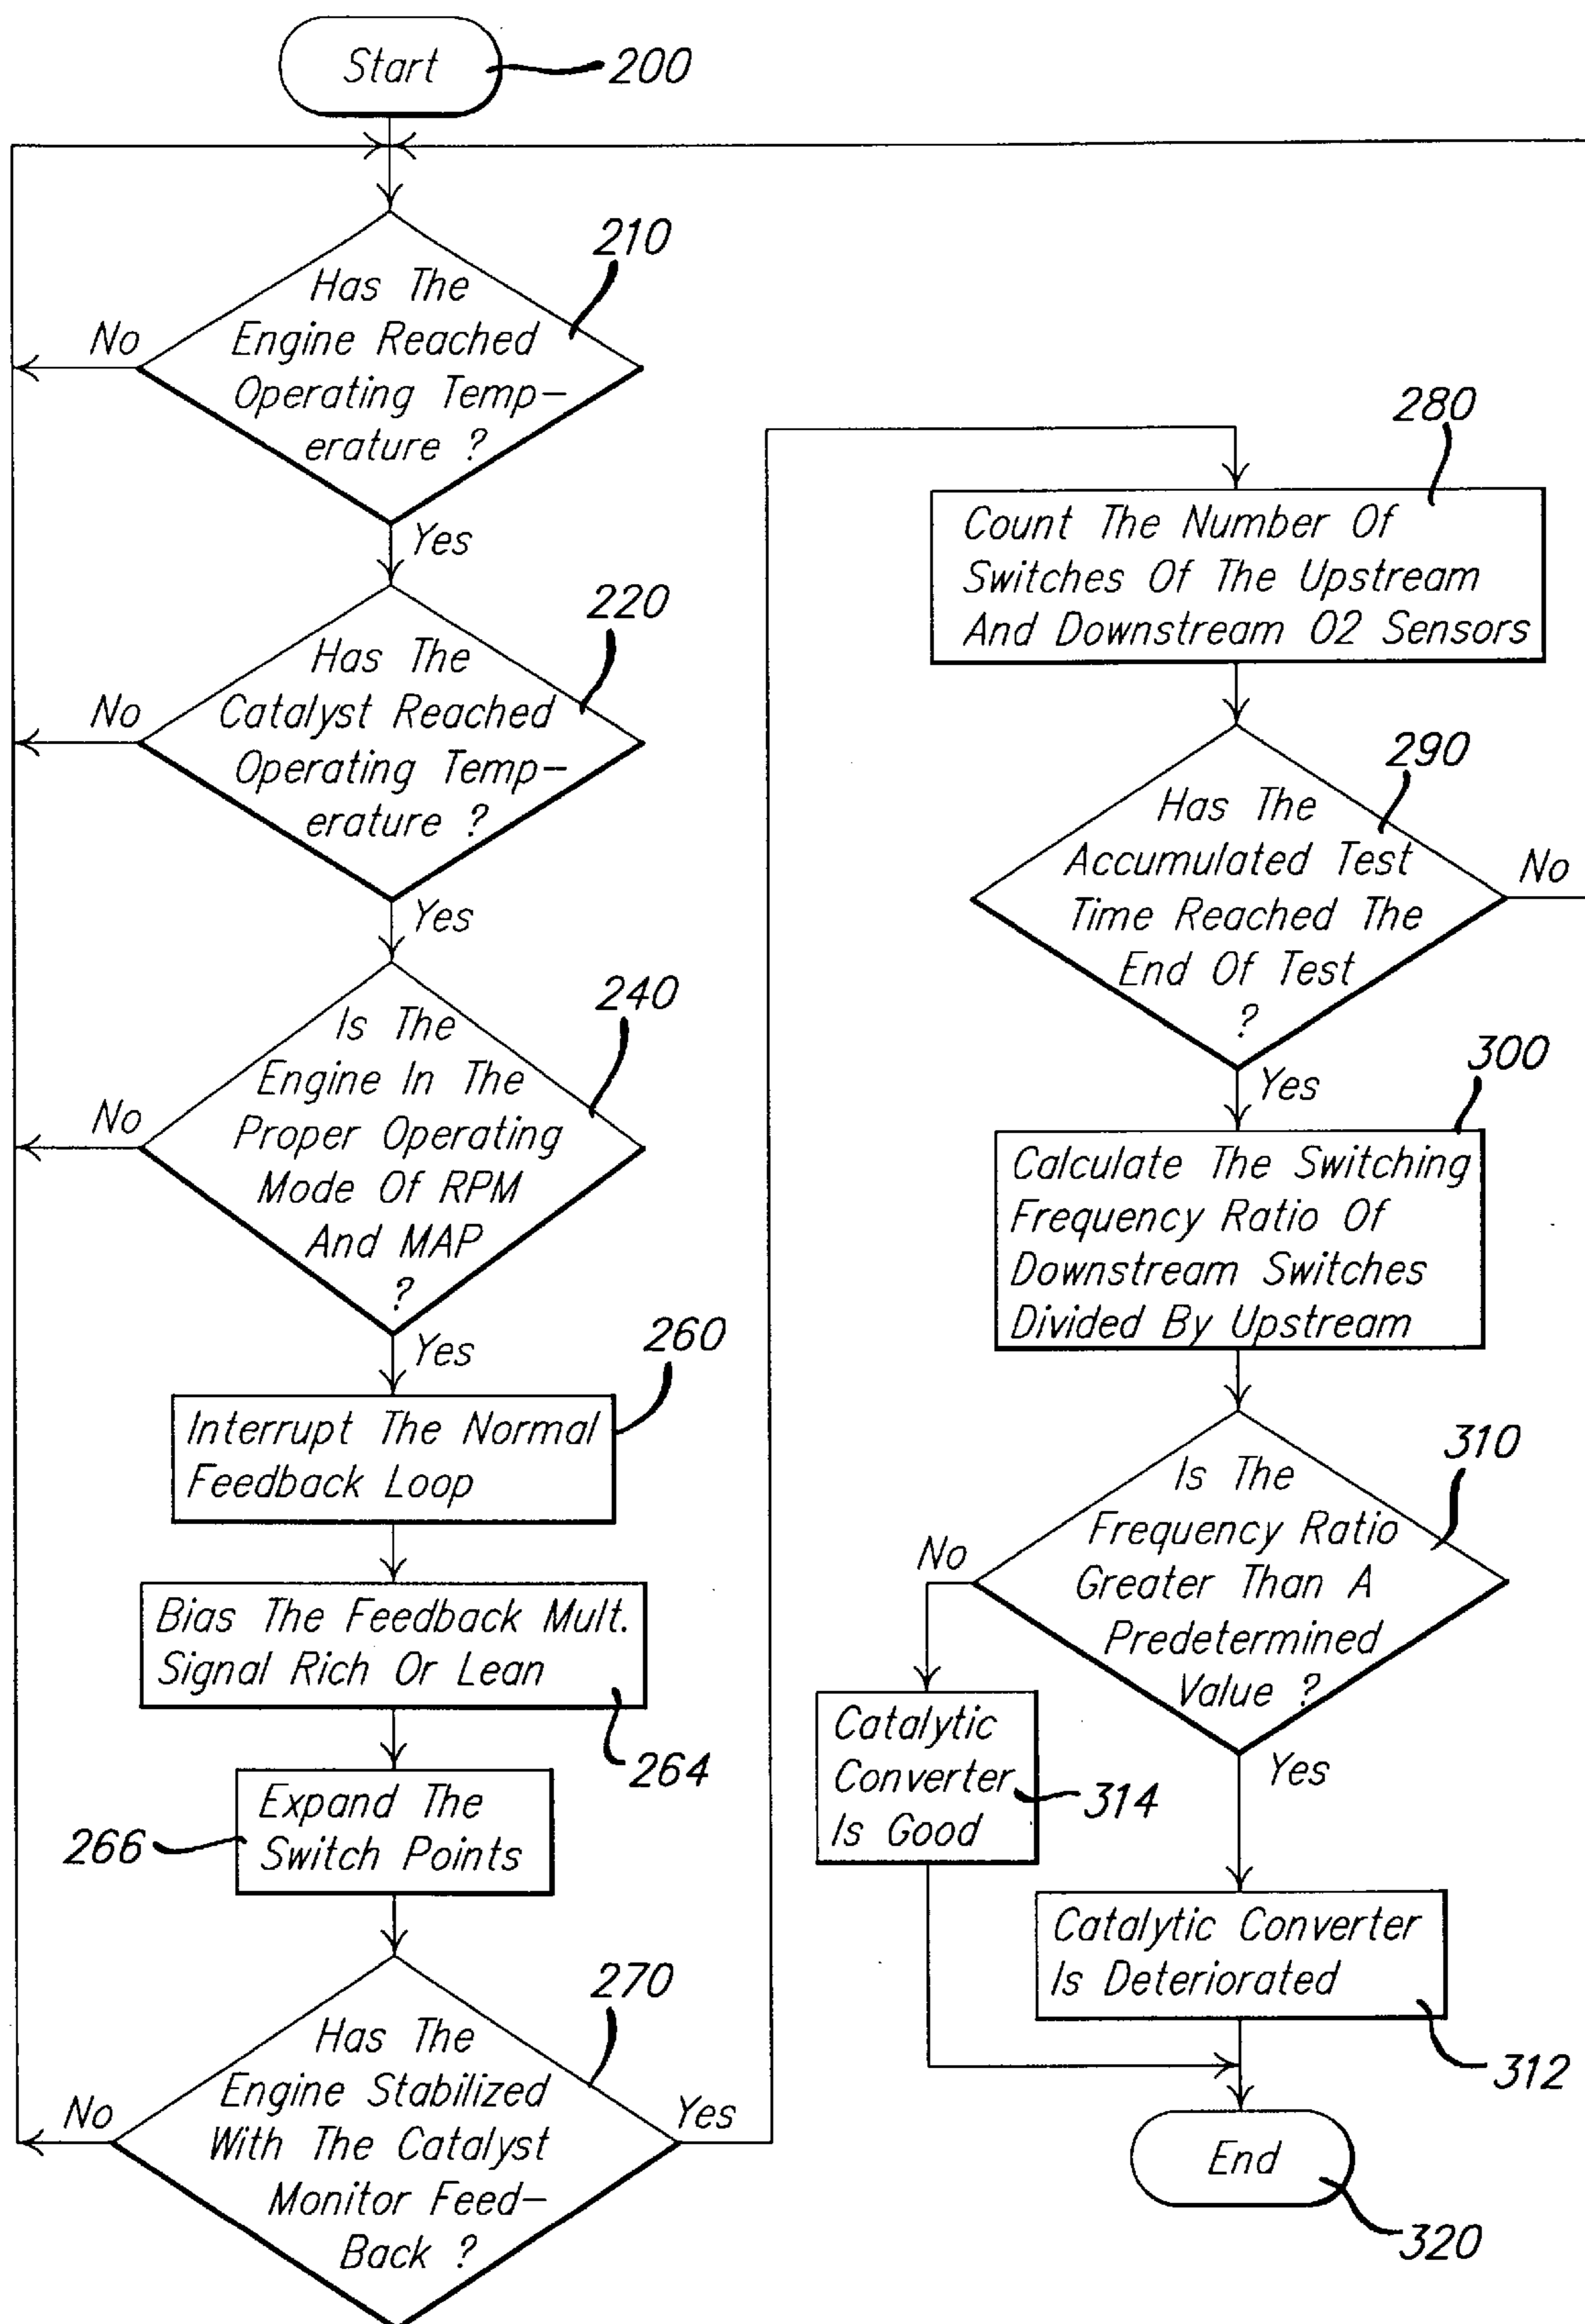 Start
200
210
Has The
Engine Reached
Operating Temp-
erature ?
No
Yes
220
Has The
Catalyst Reached
Operating Temp-
erature ?
No
Yes
240
Is The
Engine In The
Proper Operating
Mode Of RPM
And MAP
?
No
Yes
260
Interrupt The Normal
Feedback Loop
Bias The Feedback Mult.
Signal Rich Or Lean
264
Expand The
Switch Points
266
270
Has The
Engine Stabilized
With The Catalyst
Monitor Feed-
Back ?
No
Yes
280
Count The Number Of
Switches Of The Upstream
And Downstream O2 Sensors
290
Has The
Accumulated Test
Time Reached The
End Of Test
?
No
Yes
300
Calculate The Switching
Frequency Ratio Of
Downstream Switches
Divided By Upstream
310
Is The
Frequency Ratio
Greater Than A
Predetermined
Value ?
No
Yes
Catalytic
Converter
Is Good
314
Catalytic Converter
Is Deteriorated
312
End
320